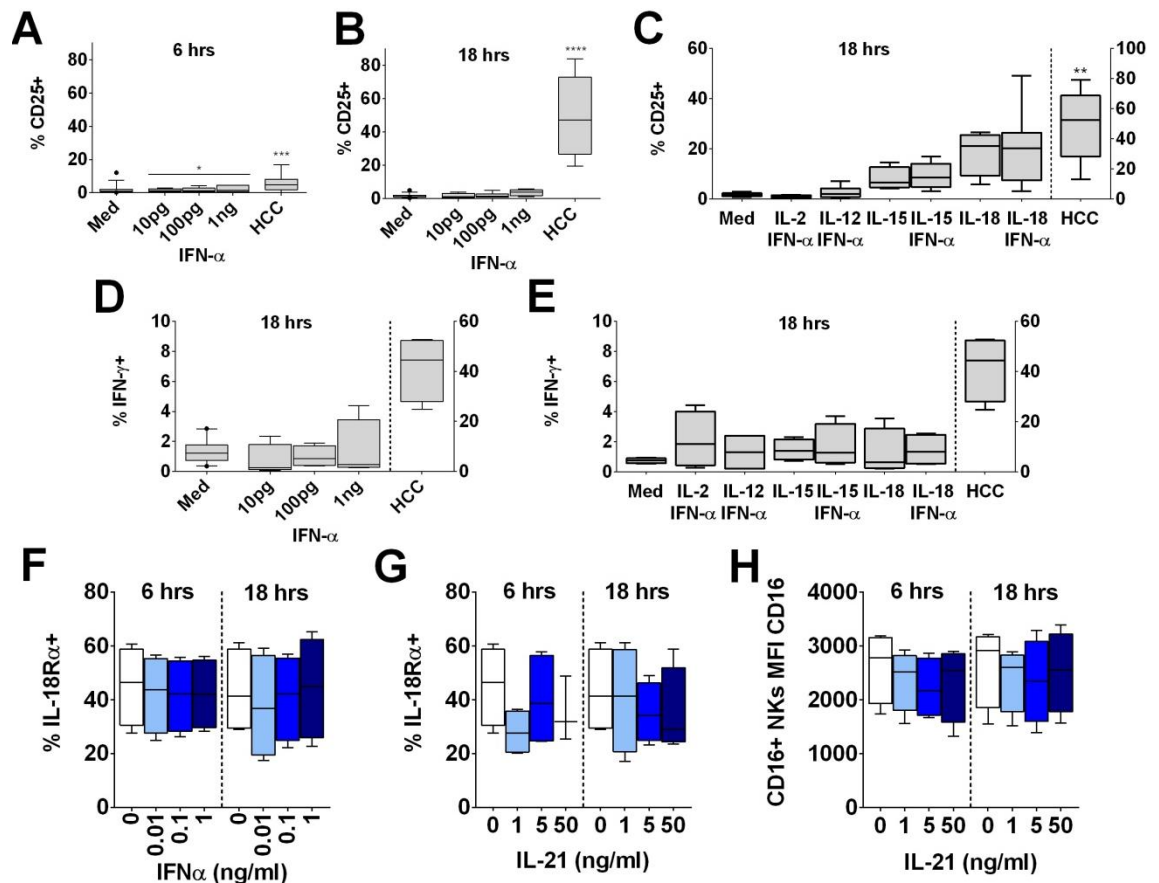 A
6 hrs
% CD25+
80
60
40
20
0
*
***
Med
10pg
100pg
1ng
HCC
IFN-α
B
18 hrs
% CD25+
80
60
40
20
0
****
Med
10pg
100pg
1ng
HCC
IFN-α
C
18 hrs
% CD25+
60
40
20
0
**
100
80
60
40
20
0
Med IL-2 IL-12 IL-15 IL-15 IL-18 IL-18 HCC
IFN-α IFN-α IFN-α IFN-α
D
18 hrs
% IFN-γ+
10
8
6
4
2
0
60
40
20
0
Med
10pg
100pg
1ng
HCC
IFN-α
E
18 hrs
% IFN-γ+
10
8
6
4
2
0
60
40
20
0
Med IL-2 IL-12 IL-15 IL-15 IL-18 IL-18 HCC
IFN-α IFN-α IFN-α IFN-α
F
6 hrs 18 hrs
% IL-18Rα+
80
60
40
20
0
0 0.01 0.1 1 0 0.01 0.1 1
IFNα (ng/ml)
G
6 hrs 18 hrs
% IL-18Rα+
80
60
40
20
0
0 1 5 50 0 1 5 50
IL-21 (ng/ml)
H
6 hrs 18 hrs
CD16+ NKs MFI CD16
4000
3000
2000
1000
0
0 1 5 50 0 1 5 50
IL-21 (ng/ml)